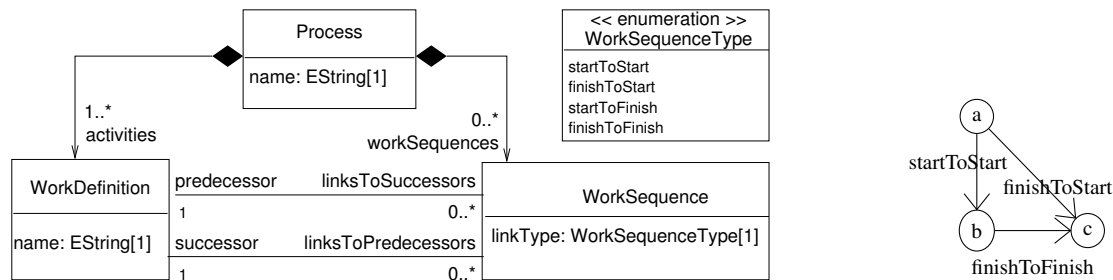 Process
name: EString[1]
<< enumeration >>
WorkSequenceType
startToStart
finishToStart
startToFinish
finishToFinish
1..*
activities
0..*
workSequences
WorkDefinition
name: EString[1]
predecessor
linksToSuccessors
1
0..*
successor
linksToPredecessors
1
0..*
WorkSequence
linkType: WorkSequenceType[1]
a
startToStart
finishToStart
b
c
finishToFinish